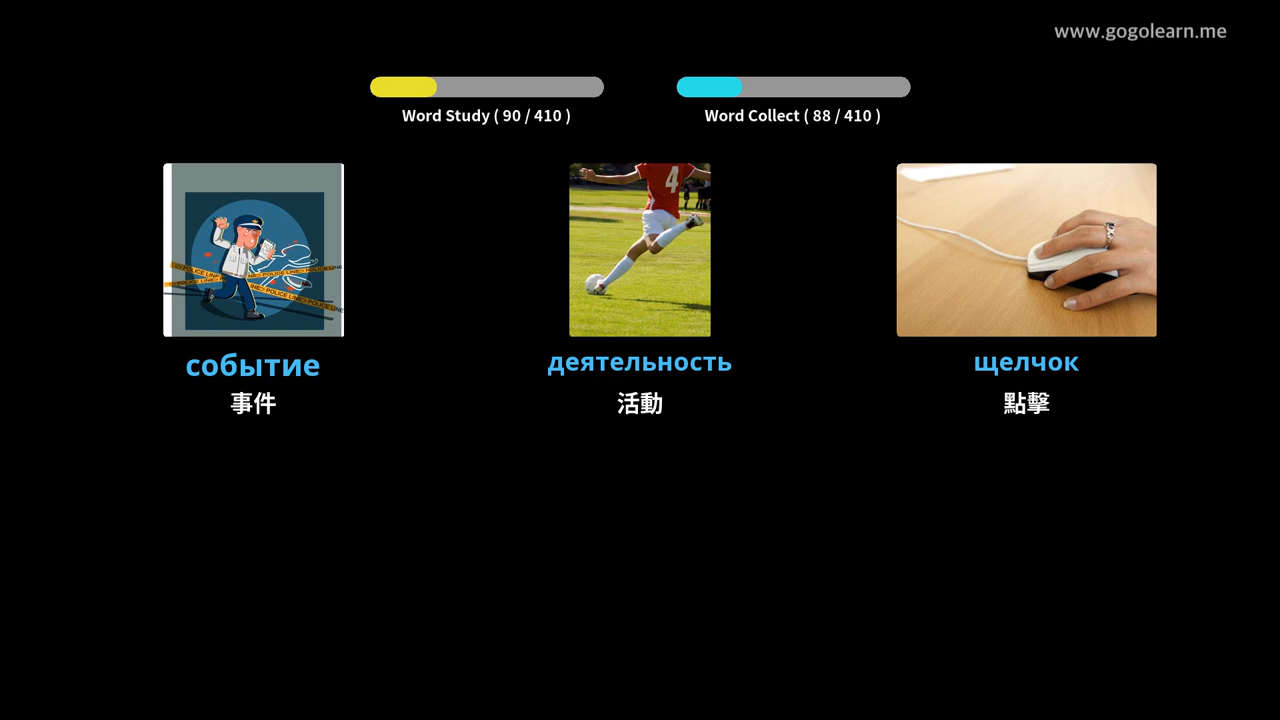 www.gogolearn.me
Word Study ( 90 / 410 )
Word Collect ( 88 / 410 )
4
событие
деятельность
щелчок
事件
活動
點擊